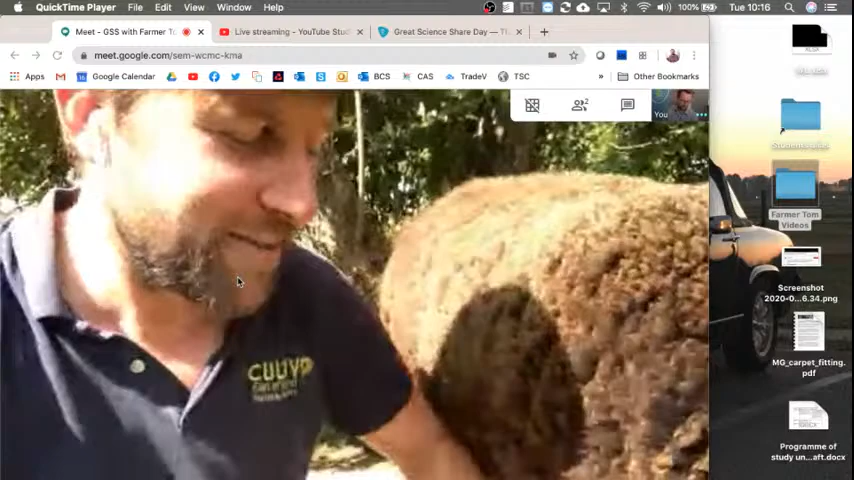 QuickTime Player File Edit View Window Help 100% Tue 10:16
Meet - GSS with Farmer To
Live streaming - YouTube Stud
Great Science Share Day — Th
meet.google.com/sem-wcmc-kma
Apps Google Calendar BCS CAS TradeV TSC » Other Bookmarks
2
You
XLSX
Farmer Tom
Videos
Screenshot
2020-0...6.34.png
MG_carpet_fitting.
pdf
Programme of
study un...aft.docx